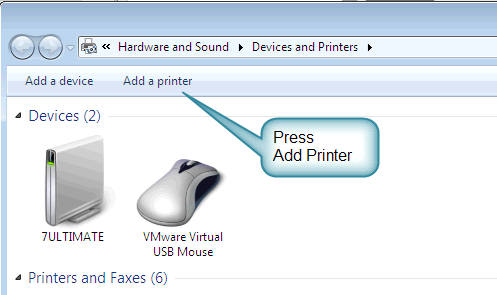 « Hardware and Sound ▸ Devices and Printers ▸
Add a device Add a printer
Devices (2)
Press
Add Printer
7ULTIMATE
VMware Virtual
USB Mouse
Printers and Faxes (6)